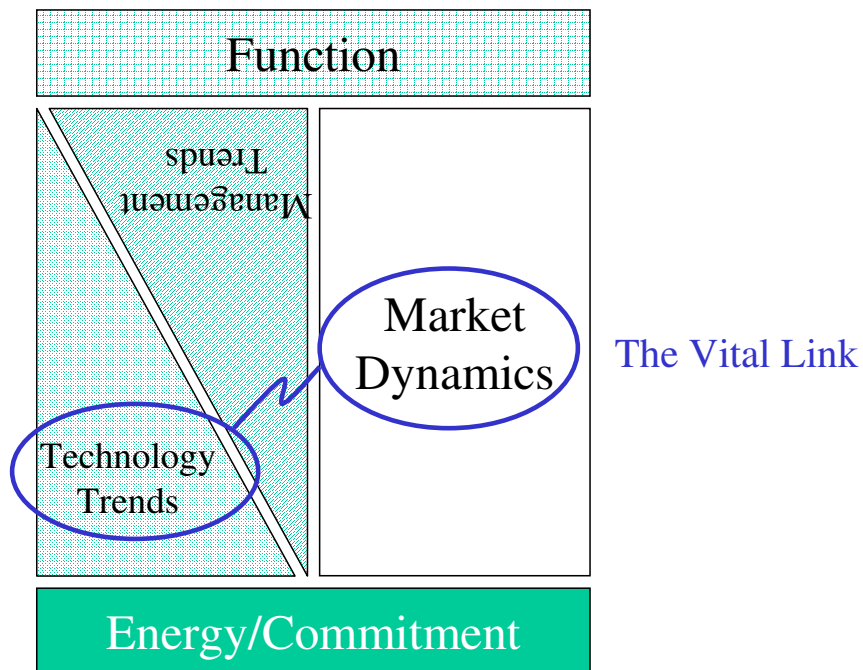 Function
Management
Trends
Market
Dynamics
The Vital Link
Technology
Trends
Energy/Commitment